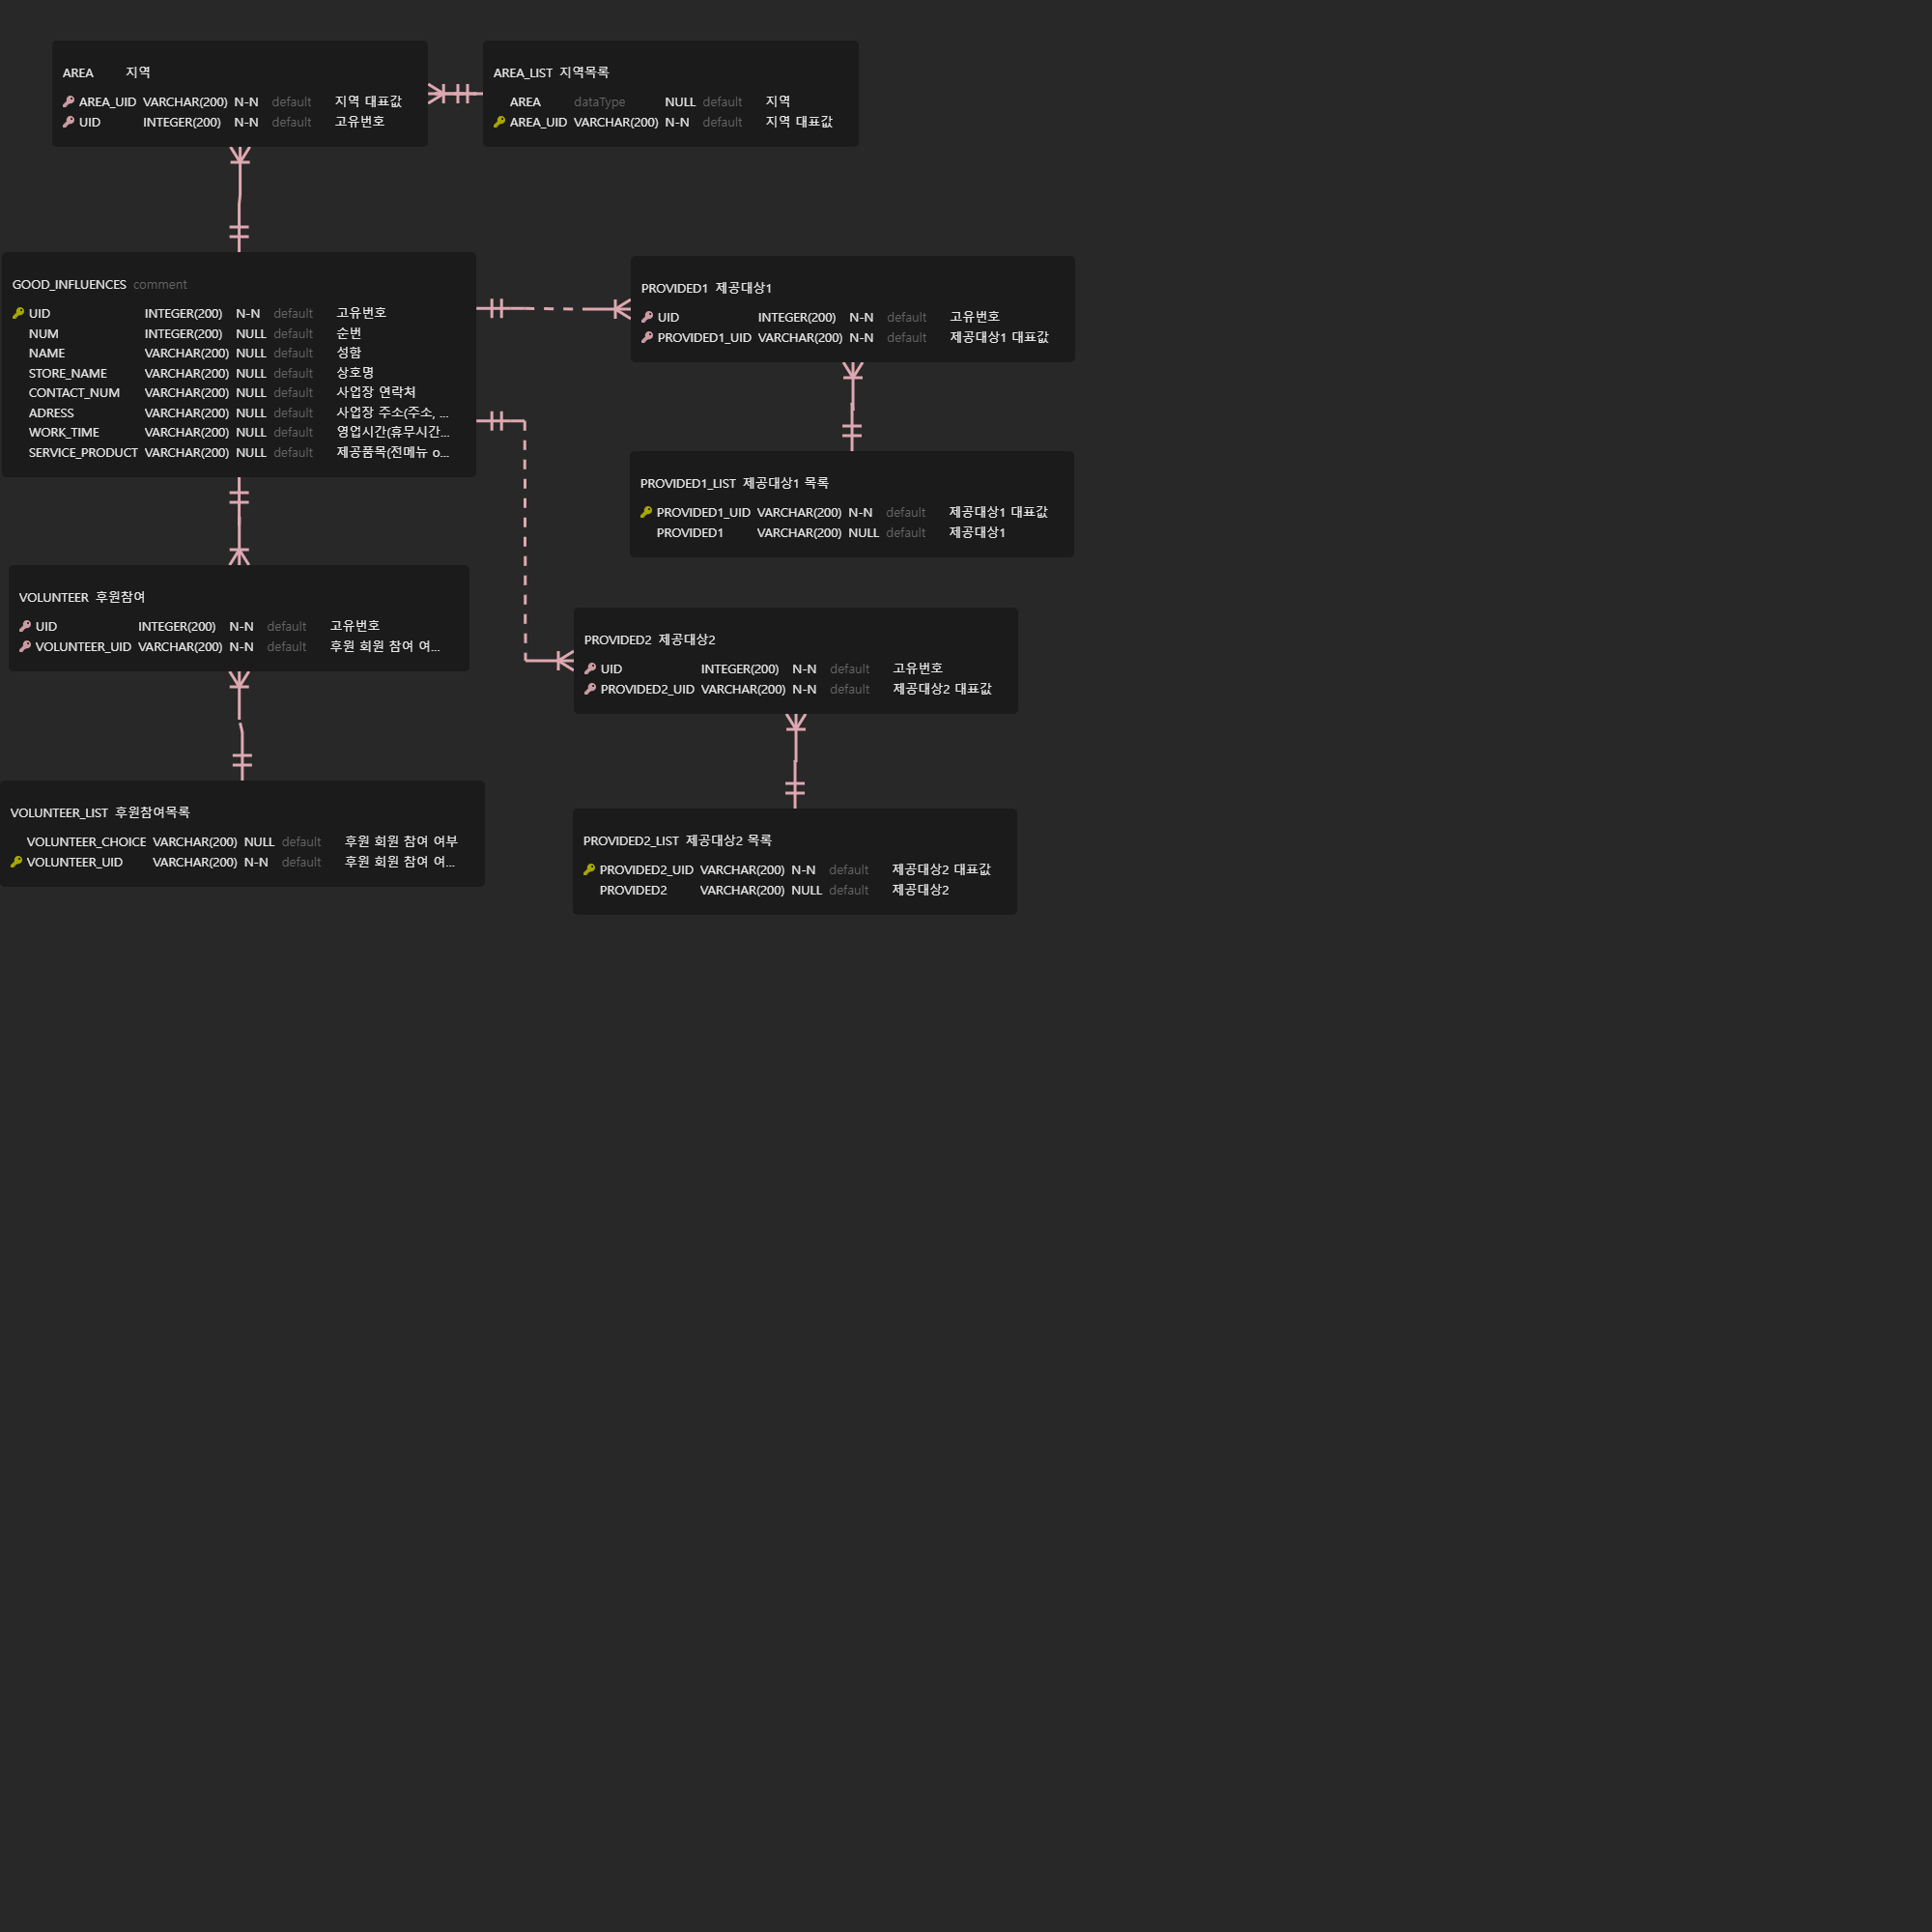 AREA 지역
AREA_UID VARCHAR(200) N-N default 지역 대표값
UID INTEGER(200) N-N default 고유번호
AREA_LIST 지역목록
AREA dataType NULL default 지역
AREA_UID VARCHAR(200) N-N default 지역 대표값
GOOD_INFLUENCES comment
UID INTEGER(200) N-N default 고유번호
NUM INTEGER(200) NULL default 순번
NAME VARCHAR(200) NULL default 성함
STORE_NAME VARCHAR(200) NULL default 상호명
CONTACT_NUM VARCHAR(200) NULL default 사업장 연락처
ADRESS VARCHAR(200) NULL default 사업장 주소(주소, ...
WORK_TIME VARCHAR(200) NULL default 영업시간(휴무시간...
SERVICE_PRODUCT VARCHAR(200) NULL default 제공품목(전메뉴 o...
PROVIDED1 제공대상1
UID INTEGER(200) N-N default 고유번호
PROVIDED1_UID VARCHAR(200) N-N default 제공대상1 대표값
PROVIDED1_LIST 제공대상1 목록
PROVIDED1_UID VARCHAR(200) N-N default 제공대상1 대표값
PROVIDED1 VARCHAR(200) NULL default 제공대상1
VOLUNTEER 후원참여
UID INTEGER(200) N-N default 고유번호
VOLUNTEER_UID VARCHAR(200) N-N default 후원 회원 참여 여...
PROVIDED2 제공대상2
UID INTEGER(200) N-N default 고유번호
PROVIDED2_UID VARCHAR(200) N-N default 제공대상2 대표값
VOLUNTEER_LIST 후원참여목록
VOLUNTEER_CHOICE VARCHAR(200) NULL default 후원 회원 참여 여부
VOLUNTEER_UID VARCHAR(200) N-N default 후원 회원 참여 여...
PROVIDED2_LIST 제공대상2 목록
PROVIDED2_UID VARCHAR(200) N-N default 제공대상2 대표값
PROVIDED2 VARCHAR(200) NULL default 제공대상2